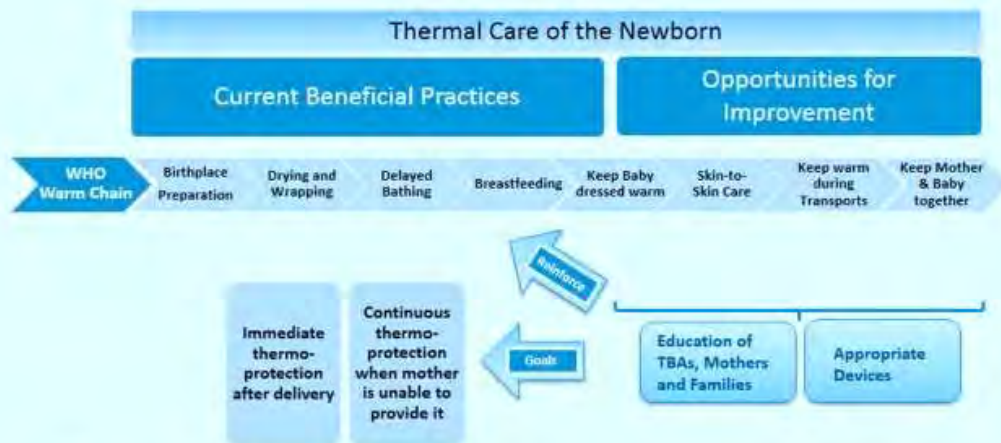 Thermal Care of the Newborn
Current Beneficial Practices
Opportunities for
Improvement
WHO
Warm Chain
Birthplace
Preparation
Drying and
Wrapping
Delayed
Bathing
Breastfeeding
Keep Baby
dressed warm
Skin-to-
Skin Care
Keep warm
during
Transports
Keep Mother
& Baby
together
Reinforce
Immediate
thermo-
protection
after delivery
Continuous
thermo-
protection
when mother
is unable to
provide it
Goals
Education of
TBAs, Mothers
and Families
Appropriate
Devices